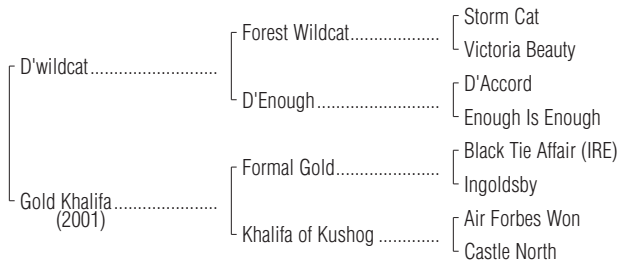 Storm Cat
Forest Wildcat..................
Victoria Beauty
D'wildcat.........................
D'Accord
D'Enough........................
Enough Is Enough
Black Tie Affair (IRE)
Formal Gold.....................
Ingoldsby
Gold Khalifa.....................
(2001)
Air Forbes Won
Khalifa of Kushog ............
Castle North